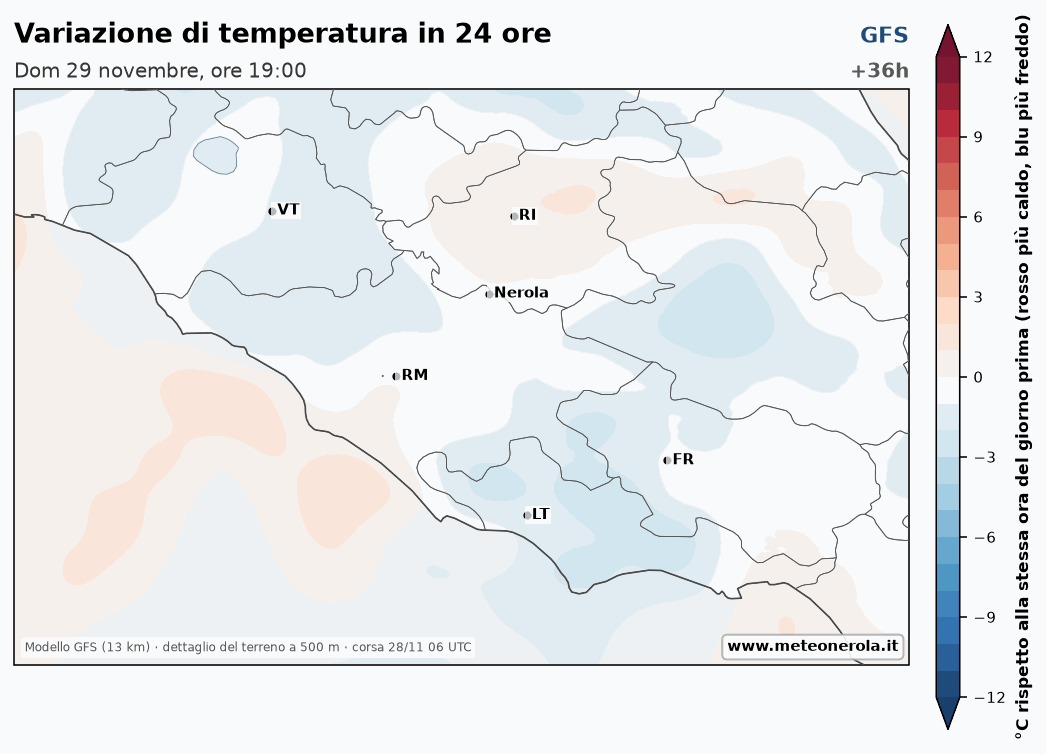 Variazione di temperatura in 24 ore
GFS
Dom 29 novembre, ore 19:00
+36h
VT
RI
Nerola
RM
FR
LT
Modello GFS (13 km) · dettaglio del terreno a 500 m · corsa 28/11 06 UTC
www.meteonerola.it
12
9
6
3
0
−3
−6
−9
−12
°C rispetto alla stessa ora del giorno prima (rosso più caldo, blu più freddo)